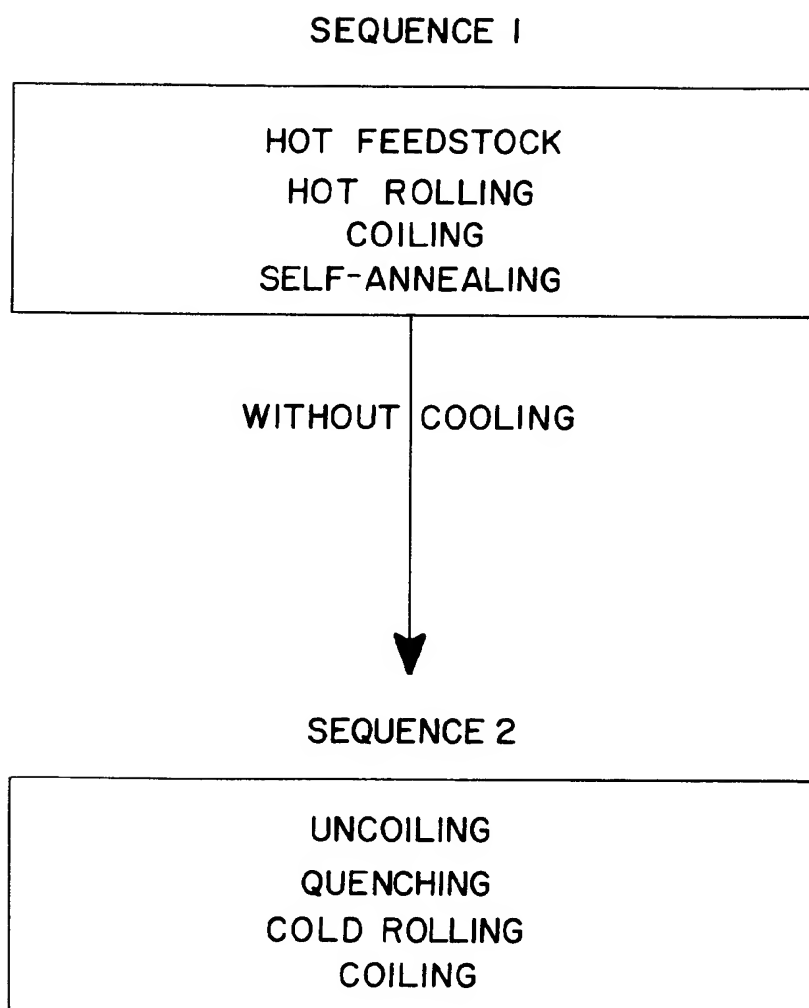 SEQUENCE 1
HOT FEEDSTOCK
HOT ROLLING
COILING
SELF-ANNEALING
WITHOUT COOLING
SEQUENCE 2
UNCOILING
QUENCHING
COLD ROLLING
COILING